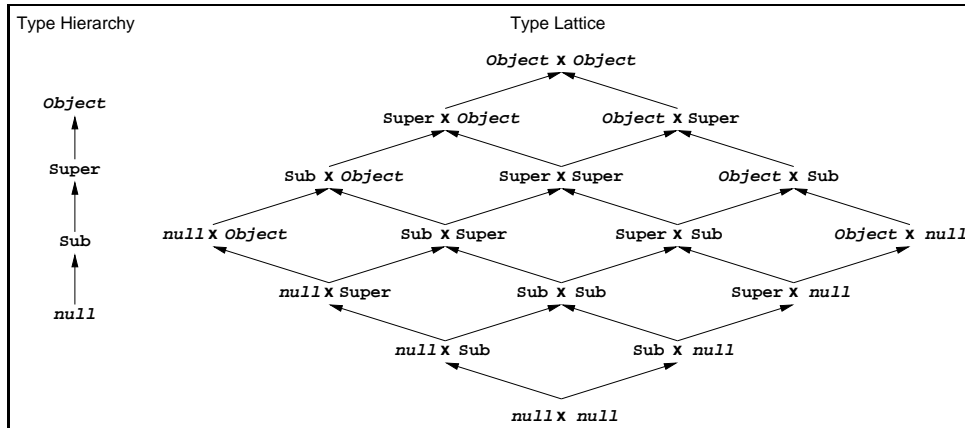 Type Hierarchy
Type Lattice
Object
Super
Sub
null
Object x Object
Super x Object
Object x Super
Sub x Object
Super x Super
Object x Sub
null x Object
Sub x Super
Super x Sub
Object x null
null x Super
Sub x Sub
Super x null
null x Sub
Sub x null
null x null